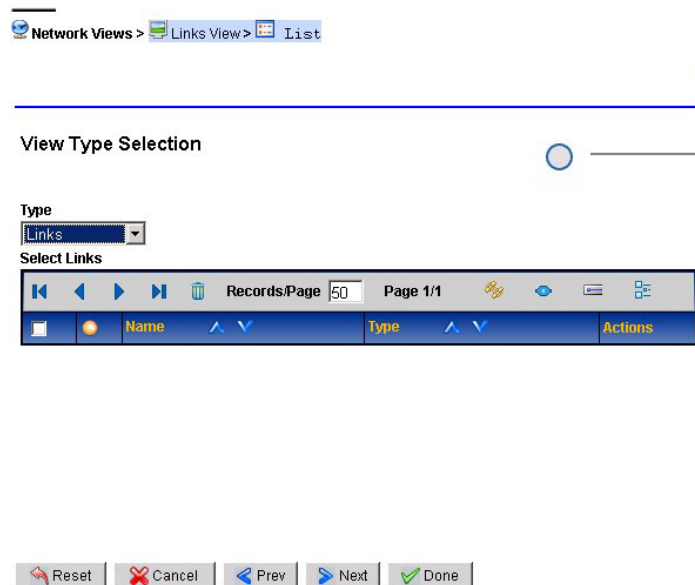 Network Views > Links View > List
View Type Selection
Type
Links
Select Links
Records/Page 50 Page 1/1
Name Type Actions
Reset Cancel Prev Next Done